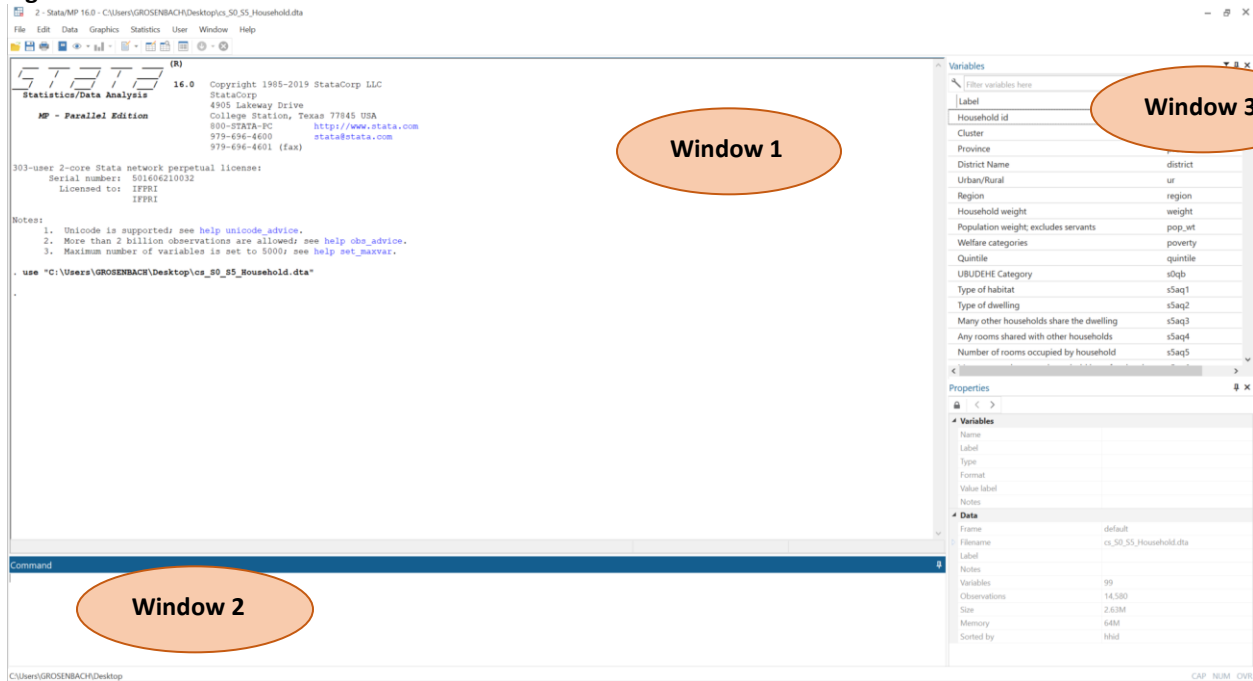 2 - Stata/MP 16.0 - C:\Users\GROSENBACH\Desktop\cs_S0_S5_Household.dta
File Edit Data Graphics Statistics User Window Help
(R)
16.0 Copyright 1985-2019 StataCorp LLC
Statistics/Data Analysis StataCorp
4905 Lakeway Drive
MP - Parallel Edition College Station, Texas 77845 USA
800-STATA-PC http://www.stata.com
979-696-4600 stata@stata.com
979-696-4601 (fax)
303-user 2-core Stata network perpetual license:
Serial number: 501606210032
Licensed to: IFPRI
IFPRI
Notes:
1. Unicode is supported; see help unicode_advice.
2. More than 2 billion observations are allowed; see help obs_advice.
3. Maximum number of variables is set to 5000; see help set_maxvar.
. use "C:\Users\GROSENBACH\Desktop\cs_S0_S5_Household.dta"
.
Window 1
Command
Window 2
Variables
Filter variables here
Window 3
Label
Household id
Cluster
Province
District Name district
Urban/Rural ur
Region region
Household weight weight
Population weight; excludes servants pop_wt
Welfare categories poverty
Quintile quintile
UBUDEHE Category s0qb
Type of habitat s5aq1
Type of dwelling s5aq2
Many other households share the dwelling s5aq3
Any rooms shared with other households s5aq4
Number of rooms occupied by household s5aq5
Properties
Variables
Name
Label
Type
Format
Value label
Notes
Data
Frame default
Filename cs_S0_S5_Household.dta
Label
Notes
Variables 99
Observations 14,580
Size 2.63M
Memory 64M
Sorted by hhid
C:\Users\GROSENBACH\Desktop
CAP NUM OVR